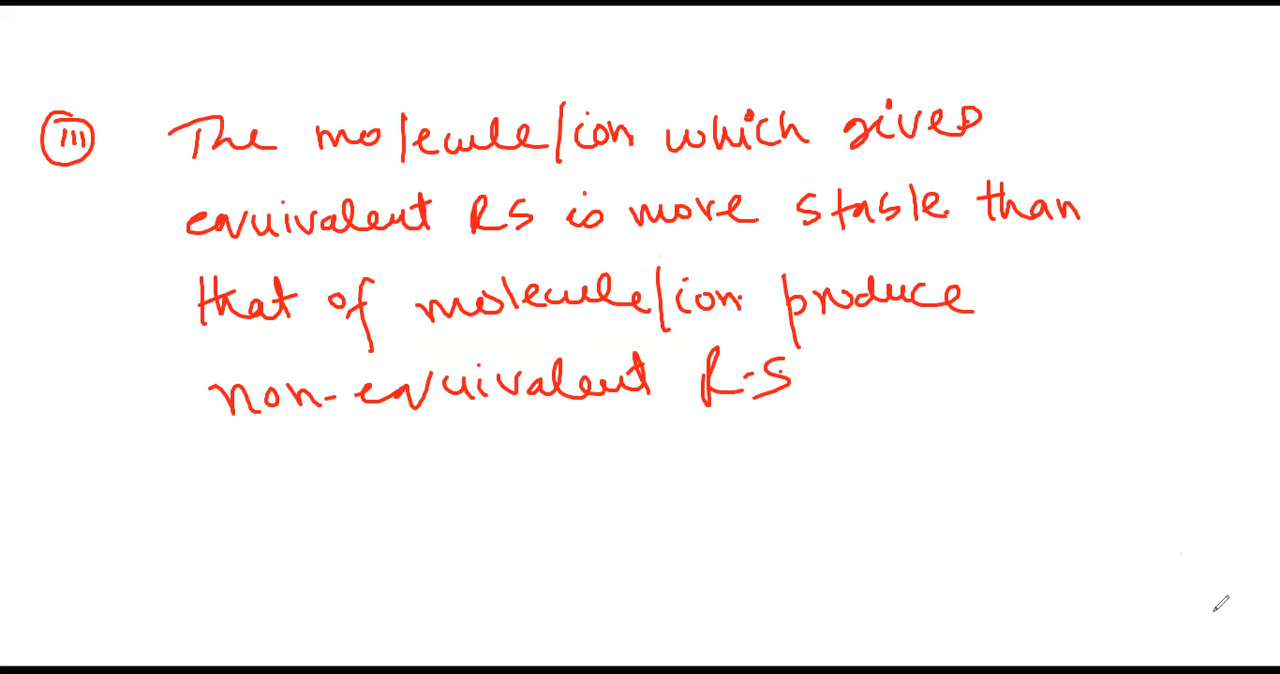 (iii) The molecule/ion which gives
equivalent RS is more stable than
that of molecule/ion produce
non-equivalent R.S